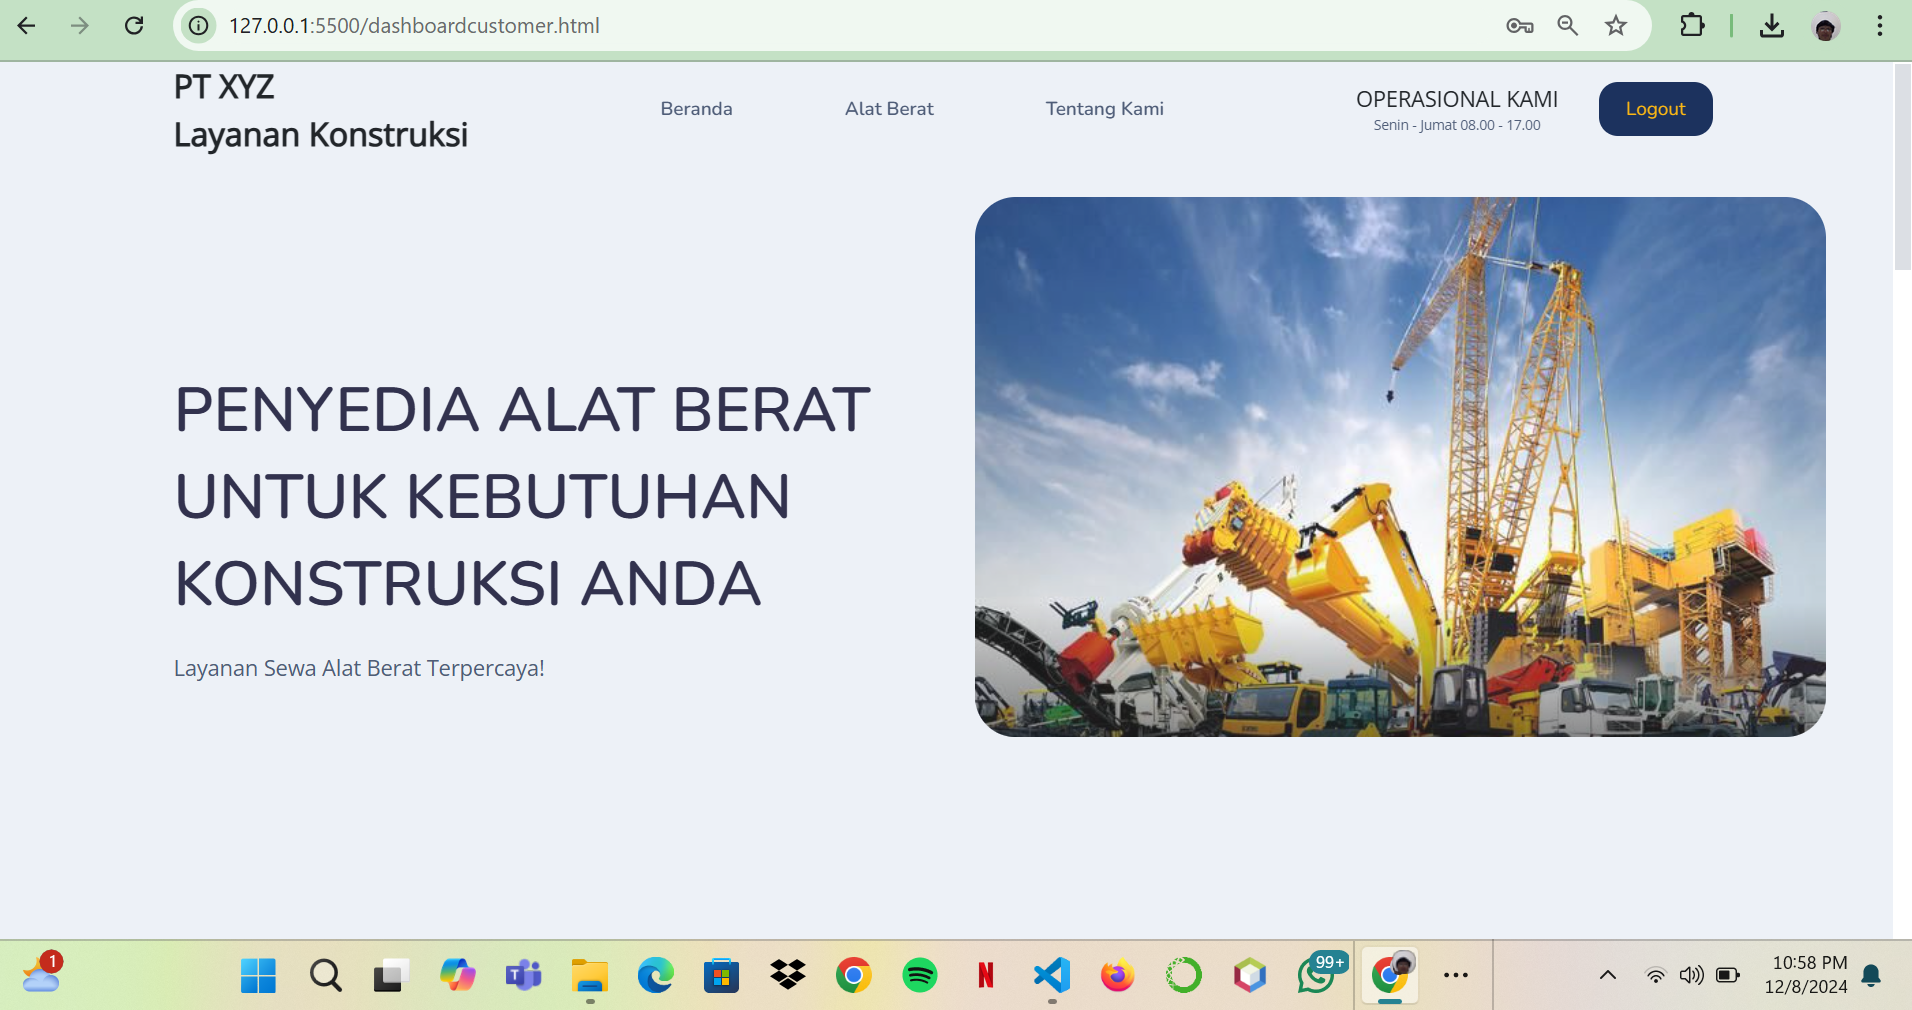 127.0.0.1:5500/dashboardcustomer.html
PT XYZ
Layanan Konstruksi
Beranda
Alat Berat
Tentang Kami
OPERASIONAL KAMI
Senin - Jumat 08.00 - 17.00
Logout
PENYEDIA ALAT BERAT
UNTUK KEBUTUHAN
KONSTRUKSI ANDA
Layanan Sewa Alat Berat Terpercaya!
1
99+
10:58 PM
12/8/2024